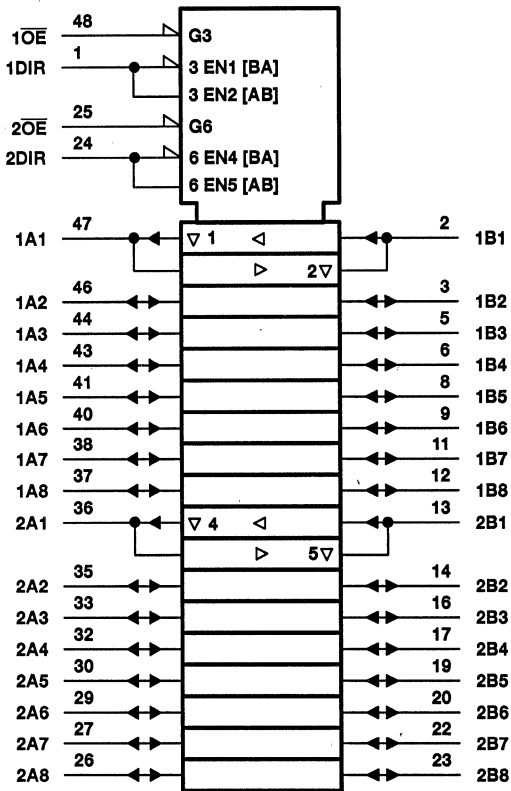 48
1O̅E̅ G3
1
1DIR 3 EN1 [BA]
3 EN2 [AB]
25
2O̅E̅ G6
24
2DIR 6 EN4 [BA]
6 EN5 [AB]
47 2
1A1 ▽ 1 ◁ 1B1
▷ 2 ▽
46 3
1A2 1B2
44 5
1A3 1B3
43 6
1A4 1B4
41 8
1A5 1B5
40 9
1A6 1B6
38 11
1A7 1B7
37 12
1A8 1B8
36 13
2A1 ▽ 4 ◁ 2B1
▷ 5 ▽
35 14
2A2 2B2
33 16
2A3 2B3
32 17
2A4 2B4
30 19
2A5 2B5
29 20
2A6 2B6
27 22
2A7 2B7
26 23
2A8 2B8